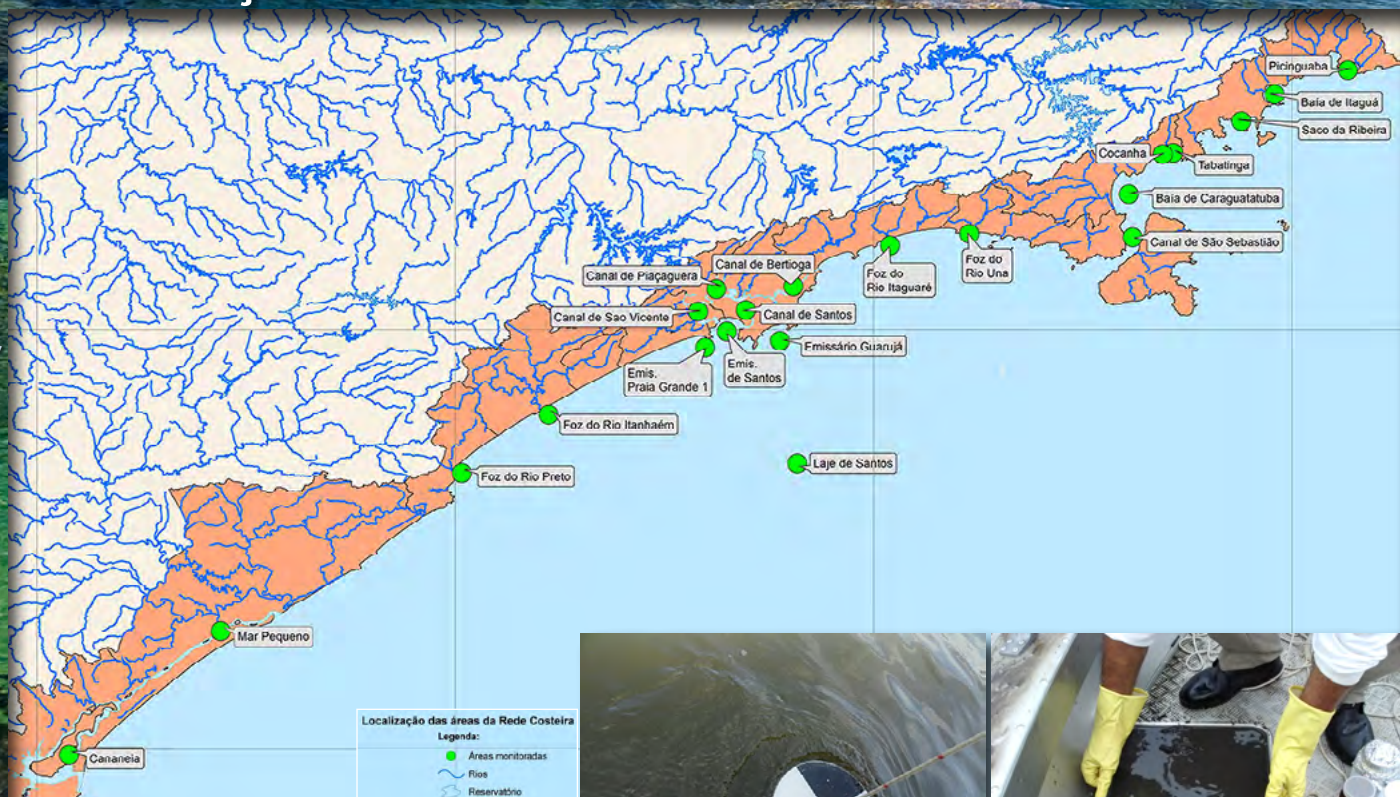 Picinguaba
Baía de Itaguá
Saco da Ribeira
Cocanha
Tabatinga
Baía de Caraguatatuba
Canal de São Sebastião
Canal de Bertioga
Canal de Piaçaguera
Foz do
Rio Itaguaré
Foz do
Rio Una
Canal de Sao Vicente
Canal de Santos
Emissário Guarujá
Emis.
Praia Grande 1
Emis.
de Santos
Foz do Rio Itanhaém
Laje de Santos
Foz do Rio Preto
Mar Pequeno
Cananeia
Localização das áreas da Rede Costeira
Legenda:
Áreas monitoradas
Rios
Reservatório